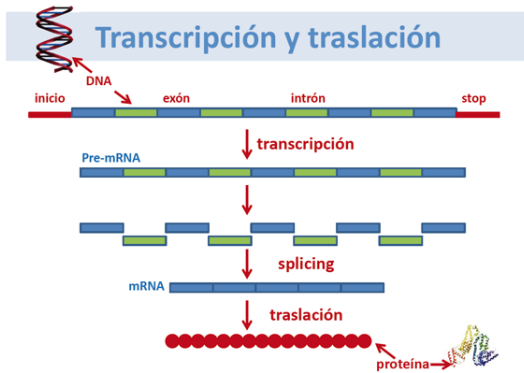 Transcripción y traslación
DNA
inicio
exón
intrón
stop
transcripción
Pre-mRNA
splicing
mRNA
traslación
proteína